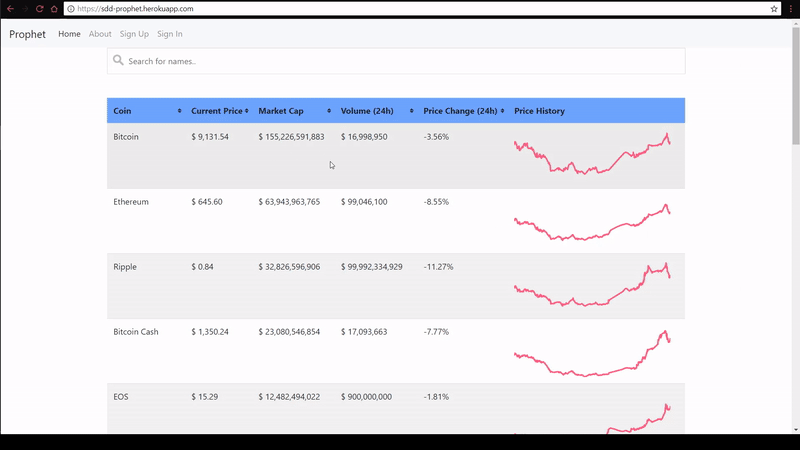 https://sdd-prophet.herokuapp.com
Prophet Home About Sign Up Sign In
Search for names..
Coin Current Price Market Cap Volume (24h) Price Change (24h) Price History
Bitcoin $ 9,131.54 $ 155,226,591,883 $ 16,998,950 -3.56%
Ethereum $ 645.60 $ 63,943,963,765 $ 99,046,100 -8.55%
Ripple $ 0.84 $ 32,826,596,906 $ 99,992,334,929 -11.27%
Bitcoin Cash $ 1,350.24 $ 23,080,546,854 $ 17,093,663 -7.77%
EOS $ 15.29 $ 12,482,494,022 $ 900,000,000 -1.81%